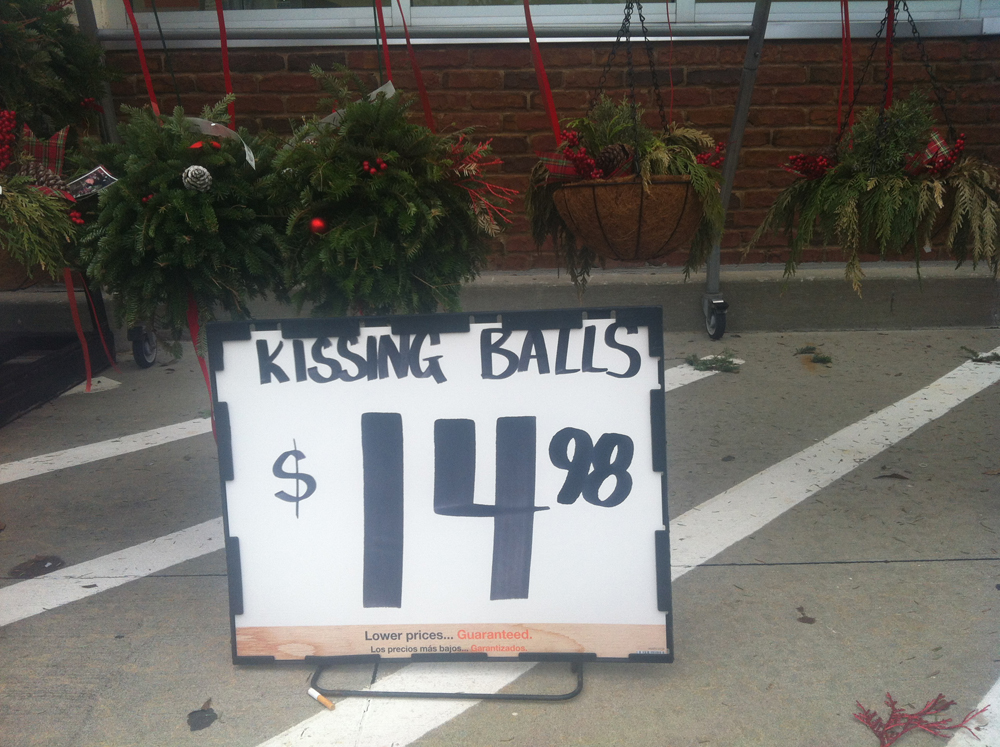 KISSING BALLS
$ 14 98
Lower prices... Guaranteed.
Los precios más bajos... Garantizados.